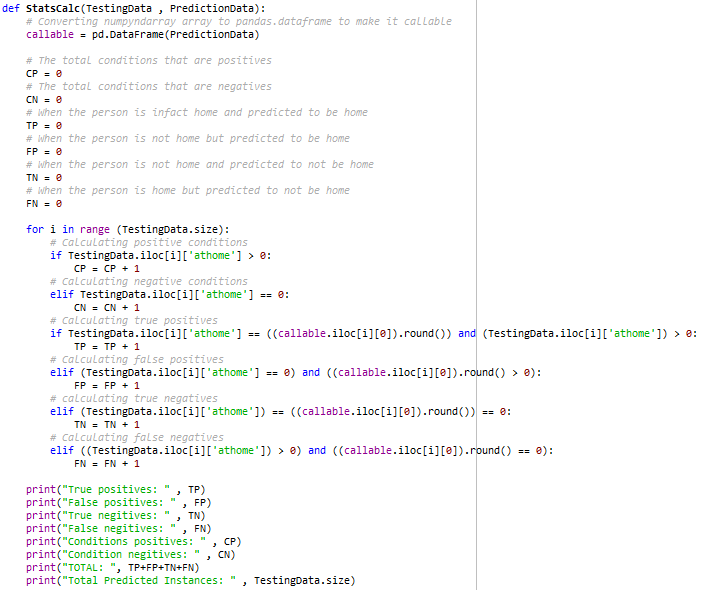 def StatsCalc(TestingData , PredictionData):
    # Converting numpyndarray array to pandas.dataframe to make it callable
    callable = pd.DataFrame(PredictionData)

    # The total conditions that are positives
    CP = 0
    # The total conditions that are negatives
    CN = 0
    # When the person is infact home and predicted to be home
    TP = 0
    # When the person is not home but predicted to be home
    FP = 0
    # When the person is not home and predicted to not be home
    TN = 0
    # When the person is home but predicted to not be home
    FN = 0

    for i in range (TestingData.size):
        # Calculating positive conditions
        if TestingData.iloc[i]['athome'] > 0:
            CP = CP + 1
        # Calculating negative conditions
        elif TestingData.iloc[i]['athome'] == 0:
            CN = CN + 1
        # Calculating true positives
        if TestingData.iloc[i]['athome'] == ((callable.iloc[i][0]).round()) and (TestingData.iloc[i]['athome']) > 0:
            TP = TP + 1
        # Calculating false positives
        elif (TestingData.iloc[i]['athome'] == 0) and ((callable.iloc[i][0]).round() > 0):
            FP = FP + 1
        # calculating true negatives
        elif (TestingData.iloc[i]['athome']) == ((callable.iloc[i][0]).round()) == 0:
            TN = TN + 1
        # Calculating false negatives
        elif ((TestingData.iloc[i]['athome']) > 0) and ((callable.iloc[i][0]).round() == 0):
            FN = FN + 1

    print("True positives: " , TP)
    print("False positives: " , FP)
    print("True negitives: " , TN)
    print("False negitives: " , FN)
    print("Conditions positives: " , CP)
    print("Condition negitives: " , CN)
    print("TOTAL: ", TP+FP+TN+FN)
    print("Total Predicted Instances: " , TestingData.size)